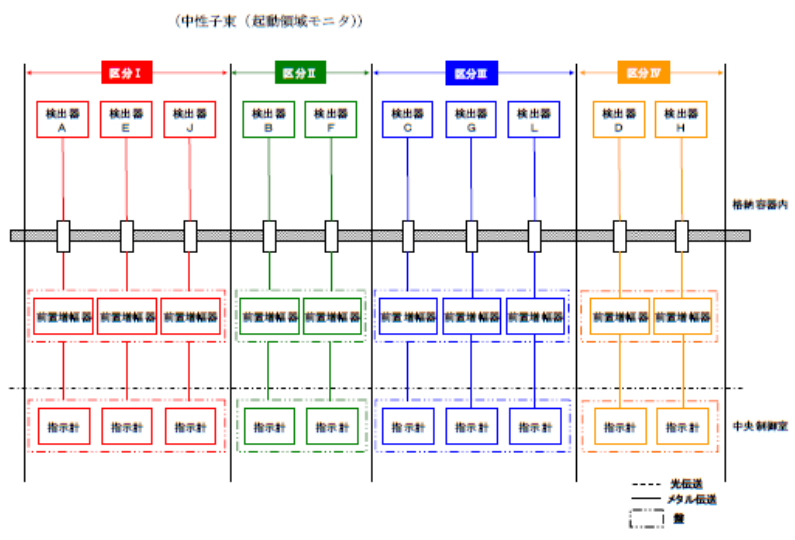 （中性子束（起動領域モニタ））
区分Ⅰ 区分Ⅱ 区分Ⅲ 区分Ⅳ
検出器 検出器 検出器 検出器 検出器 検出器 検出器 検出器 検出器 検出器
A E J B F C G L D H
格納容器内
前置増幅器 前置増幅器 前置増幅器 前置増幅器 前置増幅器 前置増幅器 前置増幅器 前置増幅器 前置増幅器 前置増幅器
指示計 指示計 指示計 指示計 指示計 指示計 指示計 指示計 指示計 指示計
中央制御室
光伝送
メタル伝送
盤